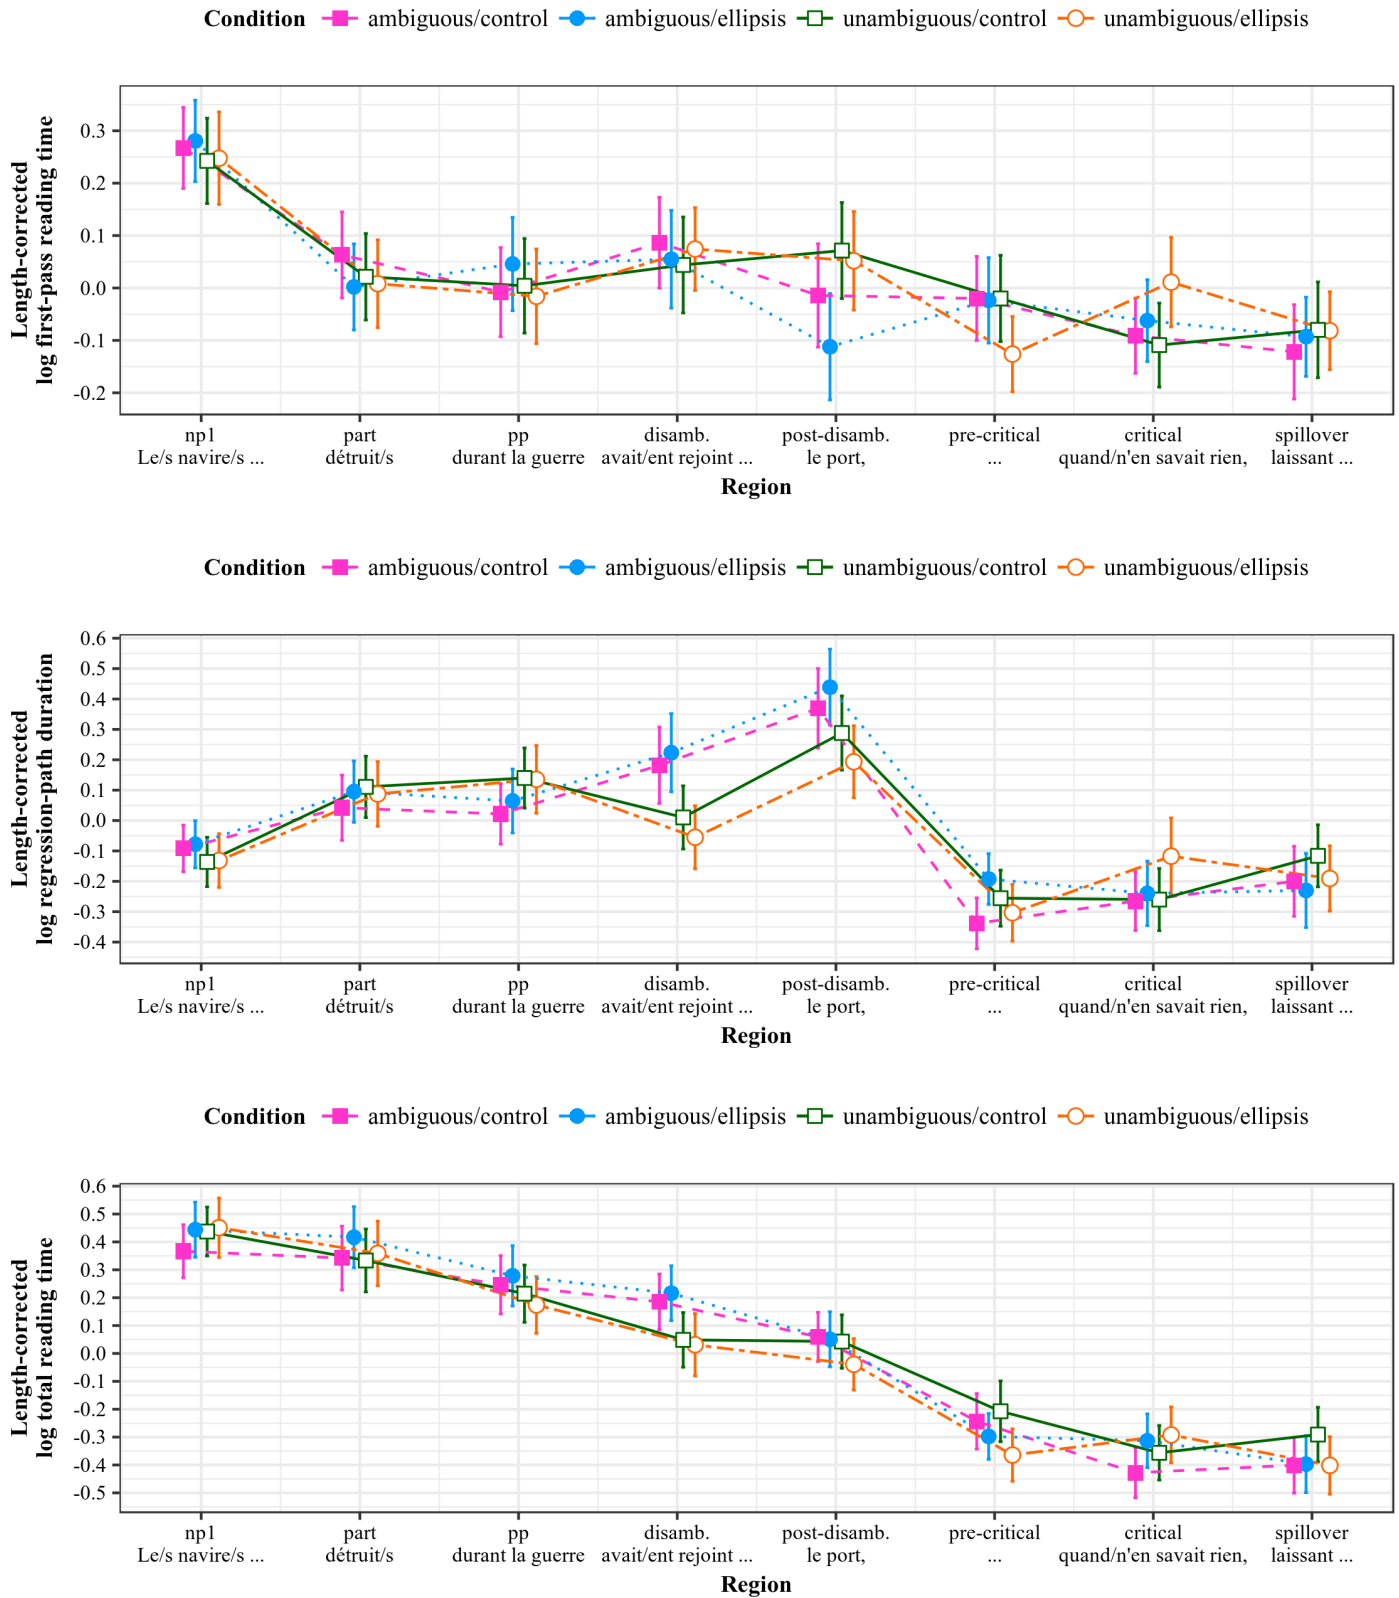 Condition ambiguous/control ambiguous/ellipsis unambiguous/control unambiguous/ellipsis
Length-corrected
log first-pass reading time
0.3
0.2
0.1
0.0
-0.1
-0.2
np1 part pp disamb. post-disamb. pre-critical critical spillover
Le/s navire/s ... détruit/s durant la guerre avait/ent rejoint ... le port, ... quand/n'en savait rien, laissant ...
Region
Condition ambiguous/control ambiguous/ellipsis unambiguous/control unambiguous/ellipsis
Length-corrected
log regression-path duration
0.6
0.5
0.4
0.3
0.2
0.1
0.0
-0.1
-0.2
-0.3
-0.4
np1 part pp disamb. post-disamb. pre-critical critical spillover
Le/s navire/s ... détruit/s durant la guerre avait/ent rejoint ... le port, ... quand/n'en savait rien, laissant ...
Region
Condition ambiguous/control ambiguous/ellipsis unambiguous/control unambiguous/ellipsis
Length-corrected
log total reading time
0.6
0.5
0.4
0.3
0.2
0.1
0.0
-0.1
-0.2
-0.3
-0.4
-0.5
np1 part pp disamb. post-disamb. pre-critical critical spillover
Le/s navire/s ... détruit/s durant la guerre avait/ent rejoint ... le port, ... quand/n'en savait rien, laissant ...
Region